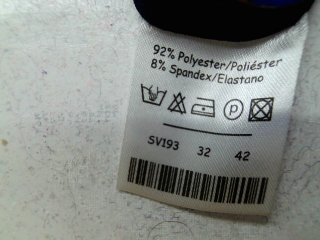 92% Polyester/Poliéster
8% Spandex/Elastano
P
SV193 32 42